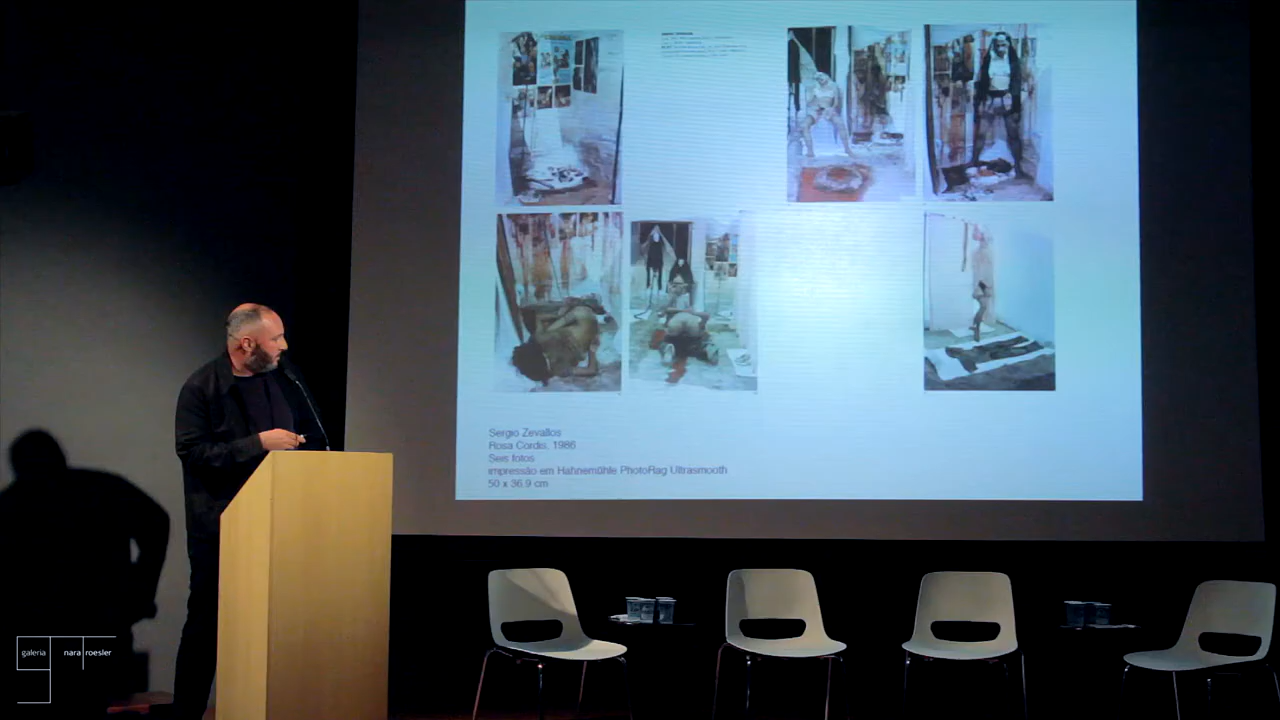 Sergio Zevallos
Rosa Cordis, 1986
Seis fotos
impressão em Hahnemühle PhotoRag Ultrasmooth
50 x 36.9 cm
galeria nara roesler